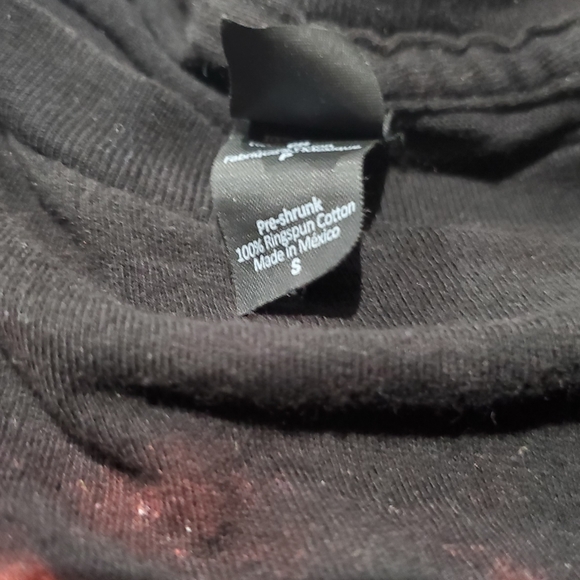 Pre-shrunk
100% Ringspun Cotton
Made in México
S